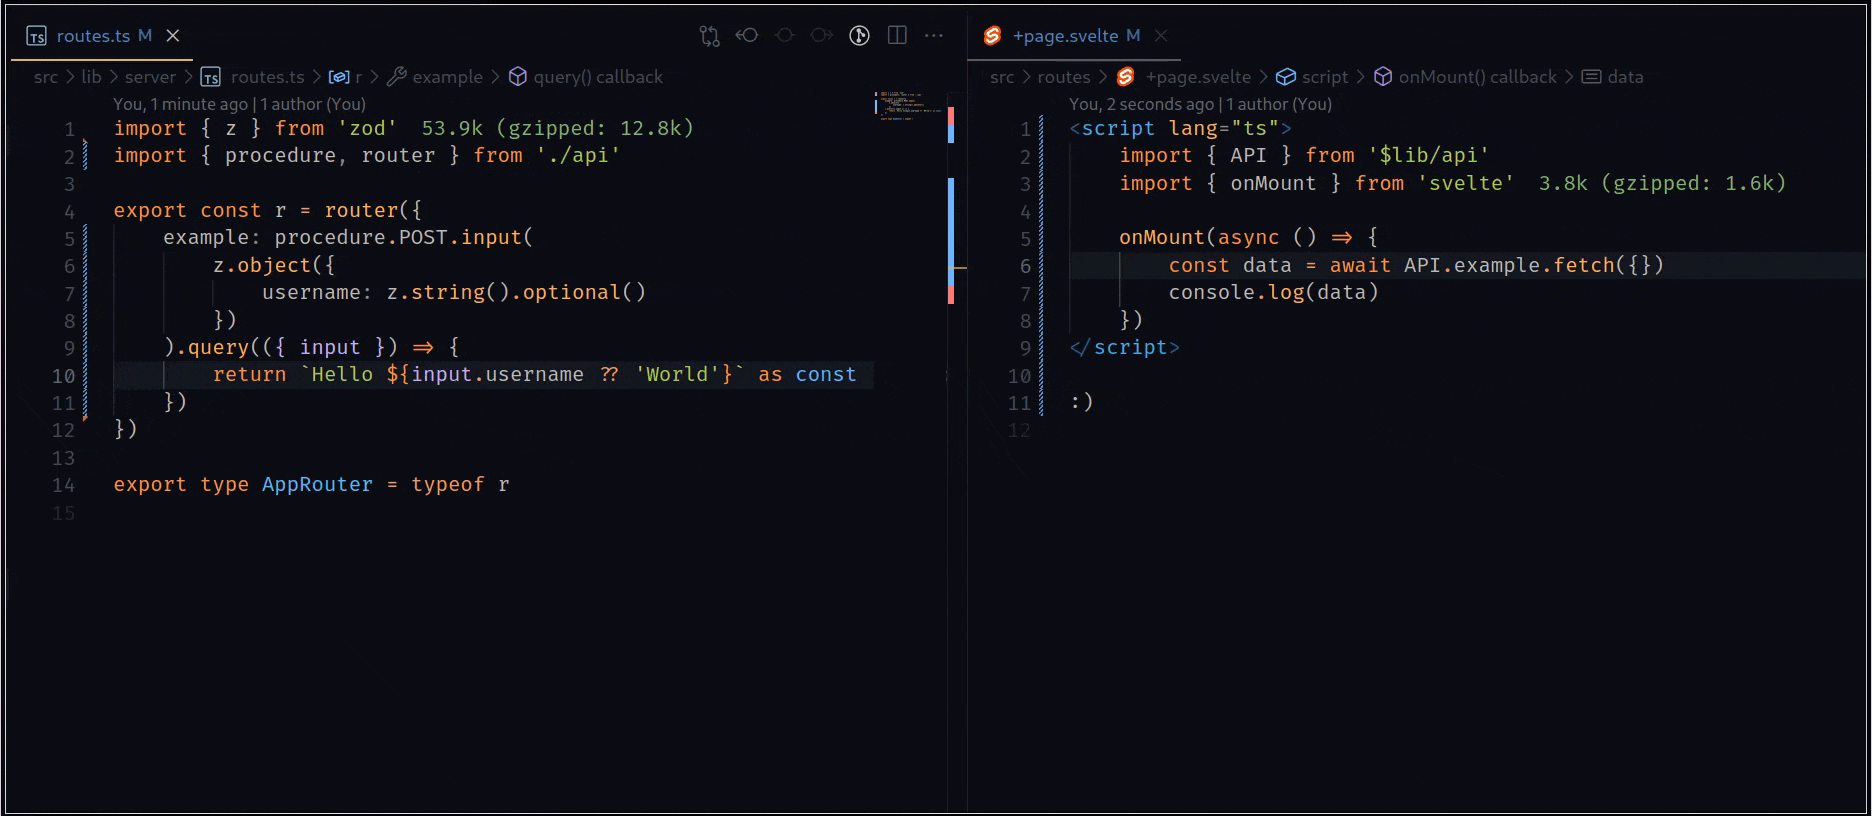 routes.ts M
src > lib > server > routes.ts > r > example > query() callback
You, 1 minute ago | 1 author (You)
1 import { z } from 'zod' 53.9k (gzipped: 12.8k)
2 import { procedure, router } from './api'
3
4 export const r = router({
5 example: procedure.POST.input(
6 z.object({
7 username: z.string().optional()
8 })
9 ).query(({ input }) => {
10 return `Hello ${input.username ?? 'World'}` as const
11 })
12 })
13
14 export type AppRouter = typeof r
15
+page.svelte M
src > routes > +page.svelte > script > onMount() callback > data
You, 2 seconds ago | 1 author (You)
1 <script lang="ts">
2 import { API } from '$lib/api'
3 import { onMount } from 'svelte' 3.8k (gzipped: 1.6k)
4
5 onMount(async () => {
6 const data = await API.example.fetch({})
7 console.log(data)
8 })
9 </script>
10
11 :)
12